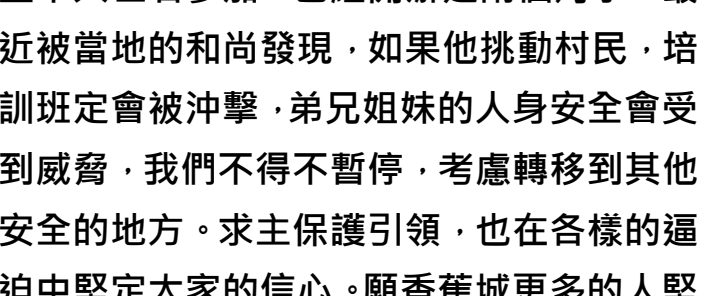 近被當地的和尚發現，如果他挑動村民，培
訓班定會被沖擊，弟兄姐妹的人身安全會受
到威脅，我們不得不暫停，考慮轉移到其他
安全的地方。求主保護引領，也在各樣的逼
迫中堅定大家的信心。願香蕉城更多的人堅